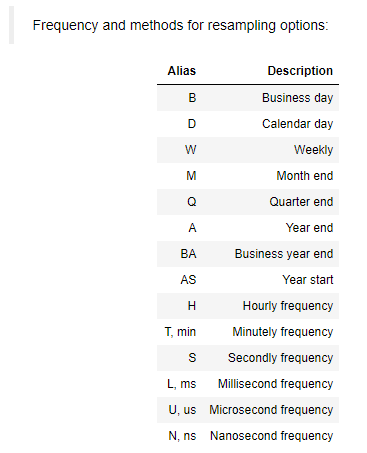 Frequency and methods for resampling options:
Alias Description
B Business day
D Calendar day
W Weekly
M Month end
Q Quarter end
A Year end
BA Business year end
AS Year start
H Hourly frequency
T, min Minutely frequency
S Secondly frequency
L, ms Millisecond frequency
U, us Microsecond frequency
N, ns Nanosecond frequency